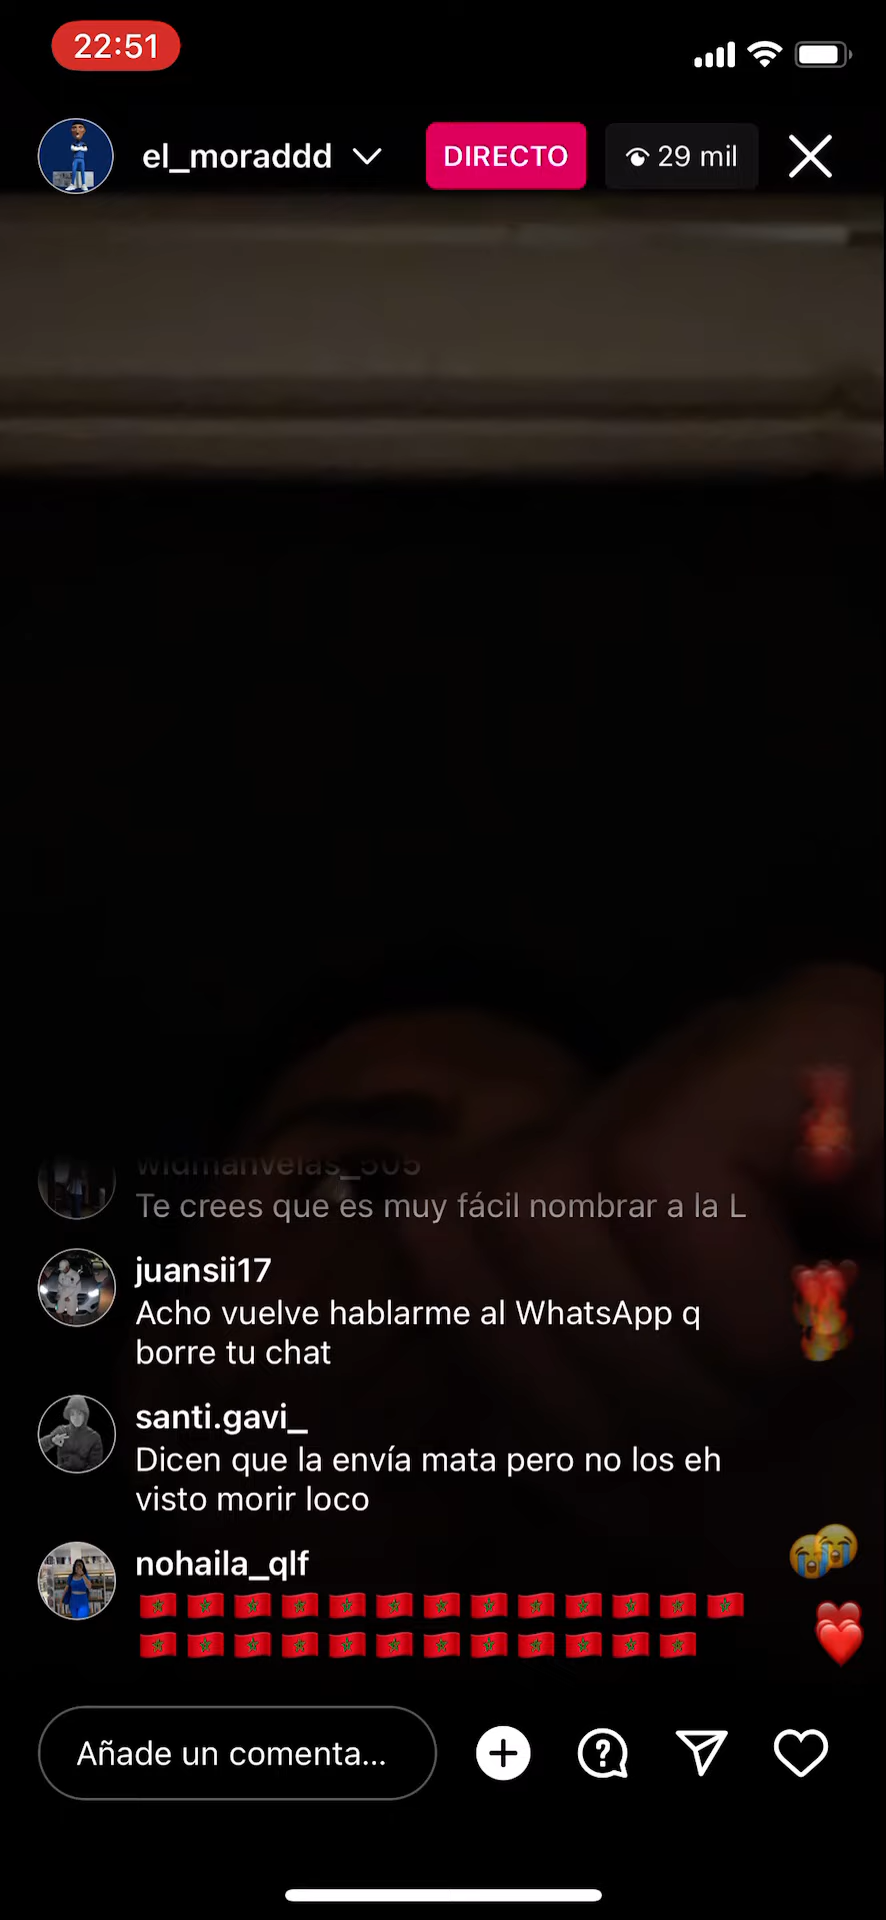 22:51
el_moraddd
DIRECTO
29 mil
widmanvelas_505
Te crees que es muy fácil nombrar a la L
juansii17
Acho vuelve hablarme al WhatsApp q
borre tu chat
santi.gavi_
Dicen que la envía mata pero no los eh
visto morir loco
nohaila_qlf
🇲🇦🇲🇦🇲🇦🇲🇦🇲🇦🇲🇦🇲🇦🇲🇦🇲🇦🇲🇦🇲🇦🇲🇦🇲🇦
🇲🇦🇲🇦🇲🇦🇲🇦🇲🇦🇲🇦🇲🇦🇲🇦🇲🇦🇲🇦🇲🇦🇲🇦
Añade un comenta...